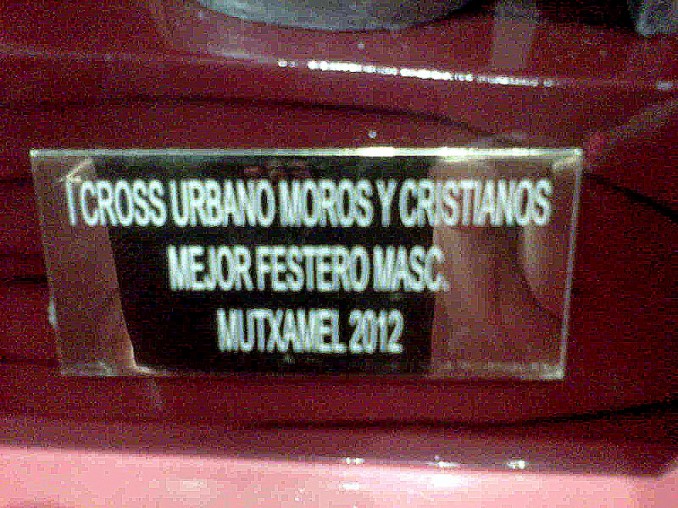 I CROSS URBANO MOROS Y CRISTIANOS
MEJOR FESTERO MASC.
MUTXAMEL 2012